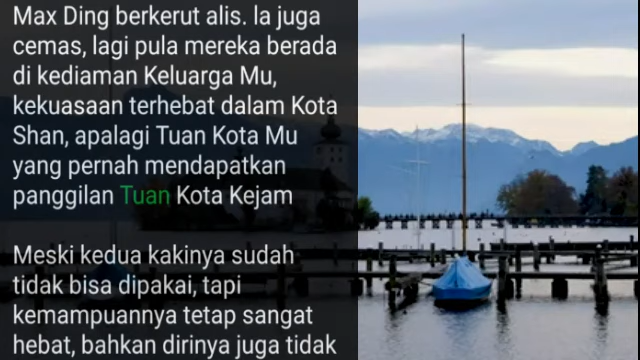 Max Ding berkerut alis. Ia juga
cemas, lagi pula mereka berada
di kediaman Keluarga Mu,
kekuasaan terhebat dalam Kota
Shan, apalagi Tuan Kota Mu
yang pernah mendapatkan
panggilan Tuan Kota Kejam
Meski kedua kakinya sudah
tidak bisa dipakai, tapi
kemampuannya tetap sangat
hebat, bahkan dirinya juga tidak